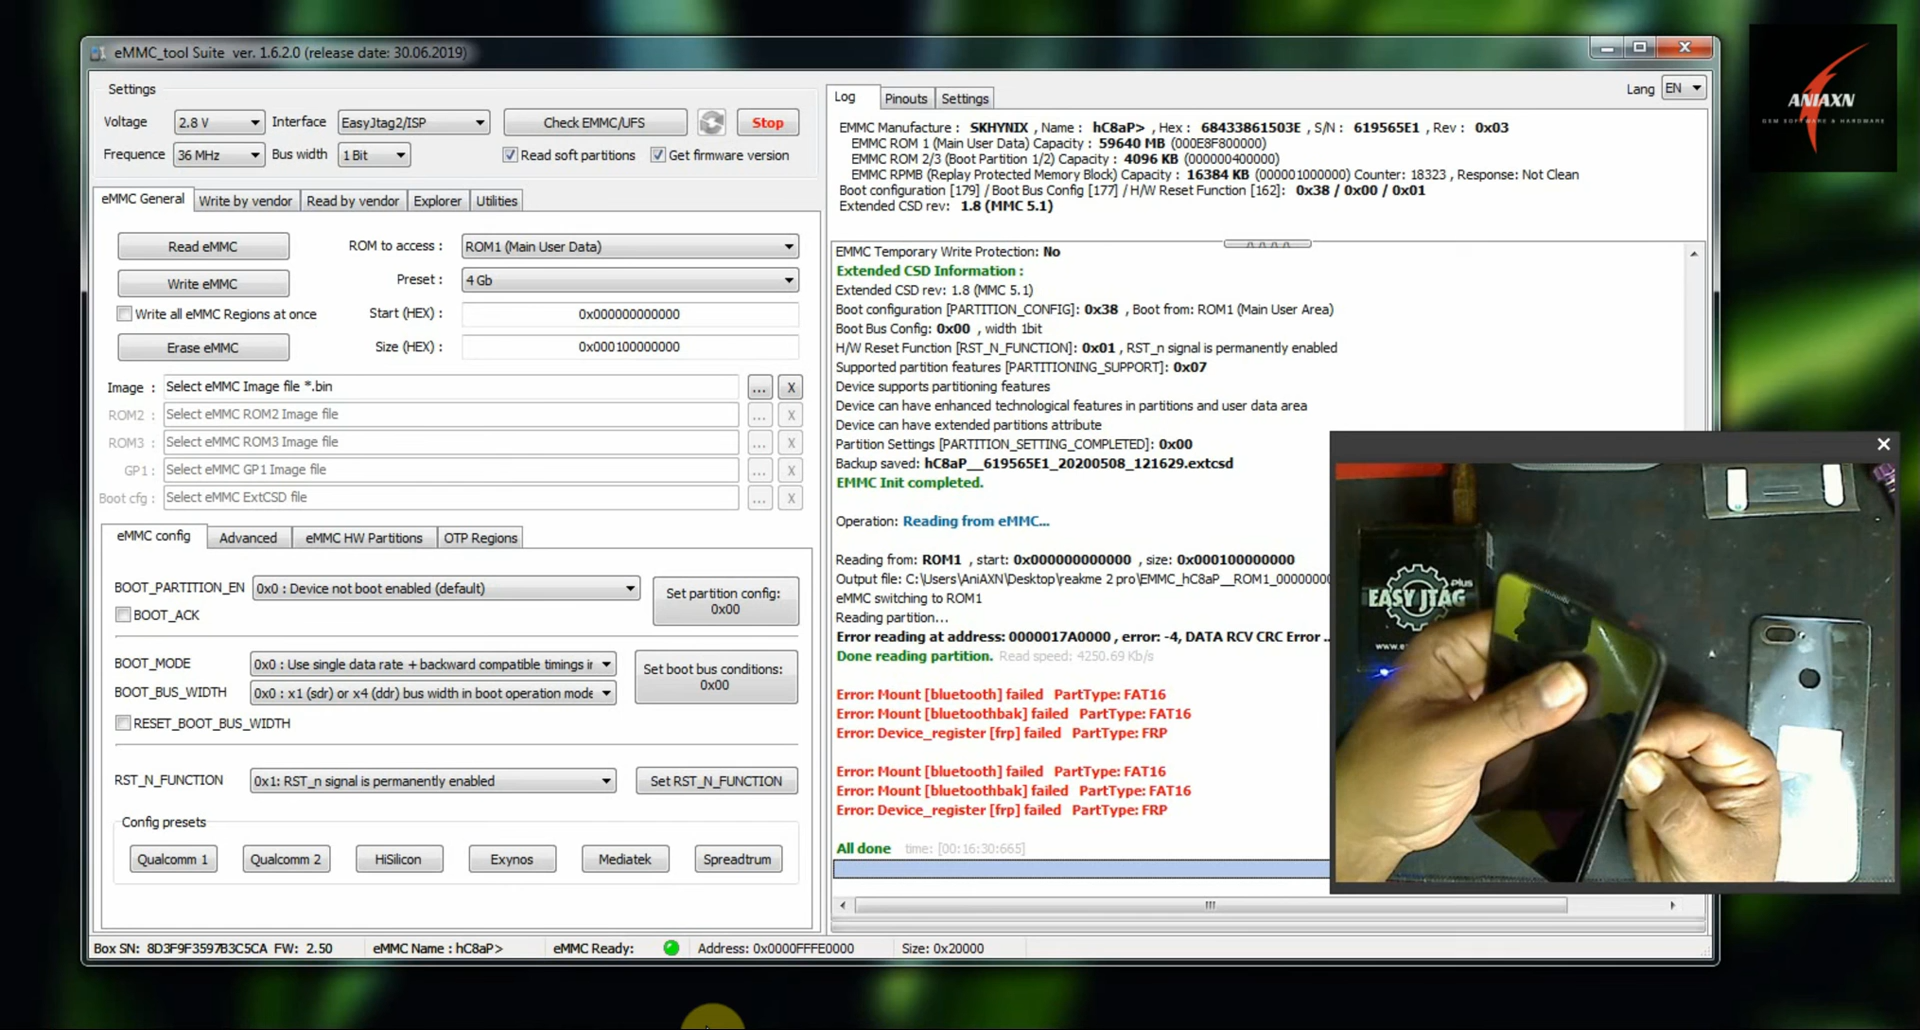 eMMC_tool Suite ver. 1.6.2.0 (release date: 30.06.2019)
Settings
Voltage
2.8 V
Interface
EasyJtag2/ISP
Check EMMC/UFS
Stop
Frequence
36 MHz
Bus width
1 Bit
Read soft partitions
Get firmware version
eMMC General
Write by vendor
Read by vendor
Explorer
Utilities
Read eMMC
ROM to access :
ROM1 (Main User Data)
Write eMMC
Preset :
4 Gb
Write all eMMC Regions at once
Start (HEX) :
0x000000000000
Erase eMMC
Size (HEX) :
0x000100000000
Image :
Select eMMC Image file *.bin
...
X
ROM2 :
Select eMMC ROM2 Image file
...
X
ROM3 :
Select eMMC ROM3 Image file
...
X
GP1 :
Select eMMC GP1 Image file
...
X
Boot cfg :
Select eMMC ExtCSD file
...
X
eMMC config
Advanced
eMMC HW Partitions
OTP Regions
BOOT_PARTITION_EN
0x0 : Device not boot enabled (default)
Set partition config:
0x00
BOOT_ACK
BOOT_MODE
0x0 : Use single data rate + backward compatible timings ir
Set boot bus conditions:
0x00
BOOT_BUS_WIDTH
0x0 : x1 (sdr) or x4 (ddr) bus width in boot operation mode
RESET_BOOT_BUS_WIDTH
RST_N_FUNCTION
0x1: RST_n signal is permanently enabled
Set RST_N_FUNCTION
Config presets
Qualcomm 1
Qualcomm 2
HiSilicon
Exynos
Mediatek
Spreadtrum
Log
Pinouts
Settings
Lang
EN
EMMC Manufacture : SKHYNIX , Name : hC8aP> , Hex : 68433861503E , S/N : 619565E1 , Rev : 0x03
EMMC ROM 1 (Main User Data) Capacity : 59640 MB (000E8F800000)
EMMC ROM 2/3 (Boot Partition 1/2) Capacity : 4096 KB (000000400000)
EMMC RPMB (Replay Protected Memory Block) Capacity : 16384 KB (000001000000) Counter: 18323 , Response: Not Clean
Boot configuration [179] / Boot Bus Config [177] / H/W Reset Function [162]: 0x38 / 0x00 / 0x01
Extended CSD rev: 1.8 (MMC 5.1)
EMMC Temporary Write Protection: No
Extended CSD Information :
Extended CSD rev: 1.8 (MMC 5.1)
Boot configuration [PARTITION_CONFIG]: 0x38 , Boot from: ROM1 (Main User Area)
Boot Bus Config: 0x00 , width 1bit
H/W Reset Function [RST_N_FUNCTION]: 0x01 , RST_n signal is permanently enabled
Supported partition features [PARTITIONING_SUPPORT]: 0x07
Device supports partitioning features
Device can have enhanced technological features in partitions and user data area
Device can have extended partitions attribute
Partition Settings [PARTITION_SETTING_COMPLETED]: 0x00
Backup saved: hC8aP__619565E1_20200508_121629.extcsd
EMMC Init completed.
Operation: Reading from eMMC...
Reading from: ROM1 , start: 0x000000000000 , size: 0x000100000000
Output file: C:\Users\AniAXN\Desktop\reakme 2 pro\EMMC_hC8aP__ROM1_00000000
eMMC switching to ROM1
Reading partition...
Error reading at address: 0000017A0000 , error: -4, DATA RCV CRC Error ..
Done reading partition. Read speed: 4250.69 Kb/s
Error: Mount [bluetooth] failed PartType: FAT16
Error: Mount [bluetoothbak] failed PartType: FAT16
Error: Device_register [frp] failed PartType: FRP
Error: Mount [bluetooth] failed PartType: FAT16
Error: Mount [bluetoothbak] failed PartType: FAT16
Error: Device_register [frp] failed PartType: FRP
All done time: [00:16:30:665]
Box SN: 8D3F9F3597B3C5CA FW: 2.50
eMMC Name : hC8aP>
eMMC Ready:
Address: 0x0000FFFE0000
Size: 0x20000
ANIAXN
GSM SOFTWARE & HARDWARE
EASY JTAG plus